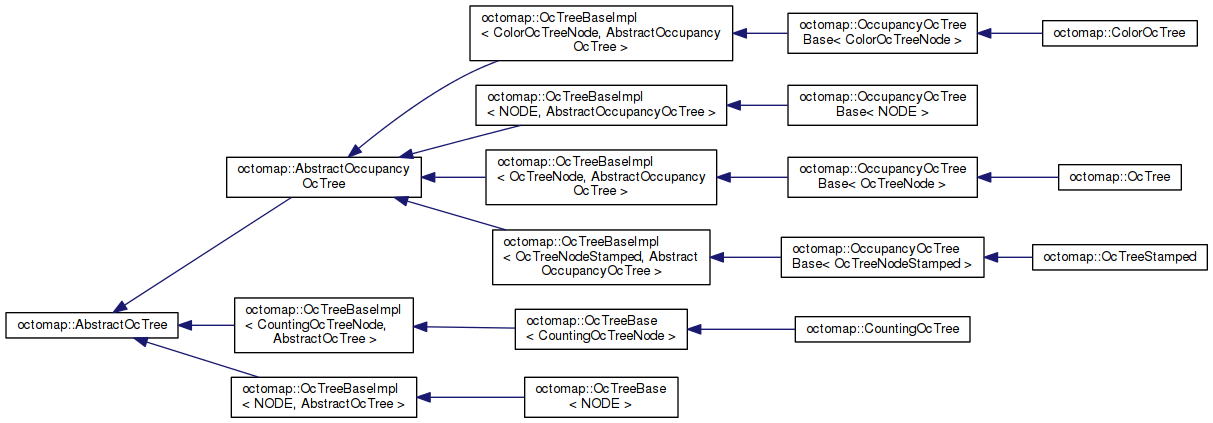 octomap::OcTreeBaseImpl
< ColorOcTreeNode, AbstractOccupancy
OcTree >
octomap::OccupancyOcTree
Base< ColorOcTreeNode >
octomap::ColorOcTree
octomap::OcTreeBaseImpl
< NODE, AbstractOccupancyOcTree >
octomap::OccupancyOcTree
Base< NODE >
octomap::AbstractOccupancy
OcTree
octomap::OcTreeBaseImpl
< OcTreeNode, AbstractOccupancy
OcTree >
octomap::OccupancyOcTree
Base< OcTreeNode >
octomap::OcTree
octomap::OcTreeBaseImpl
< OcTreeNodeStamped, Abstract
OccupancyOcTree >
octomap::OccupancyOcTree
Base< OcTreeNodeStamped >
octomap::OcTreeStamped
octomap::AbstractOcTree
octomap::OcTreeBaseImpl
< CountingOcTreeNode,
AbstractOcTree >
octomap::OcTreeBase
< CountingOcTreeNode >
octomap::CountingOcTree
octomap::OcTreeBaseImpl
< NODE, AbstractOcTree >
octomap::OcTreeBase
< NODE >